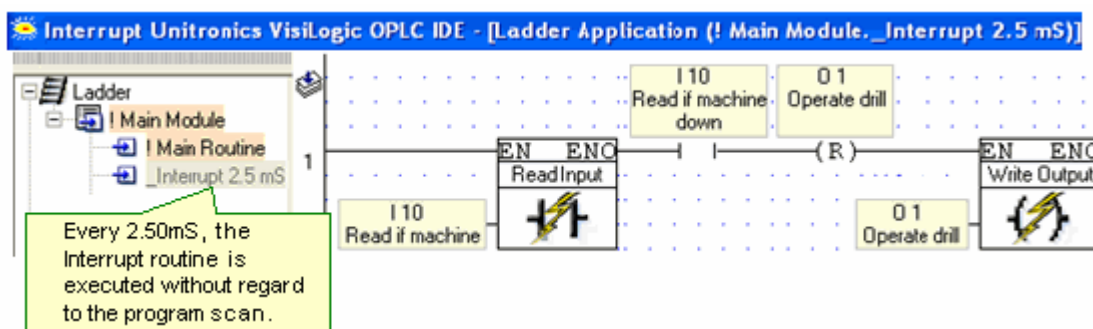 Interrupt Unitronics VisiLogic OPLC IDE - [Ladder Application (! Main Module._Interrupt 2.5 mS)]
Ladder
! Main Module
! Main Routine
_Interrupt 2.5 mS
Every 2.50mS, the
Interrupt routine is
executed without regard
to the program scan.
1
I 10
Read if machine
down
O 1
Operate drill
EN ENO
Read Input
( R )
EN ENO
Write Output
I 10
Read if machine
O 1
Operate drill